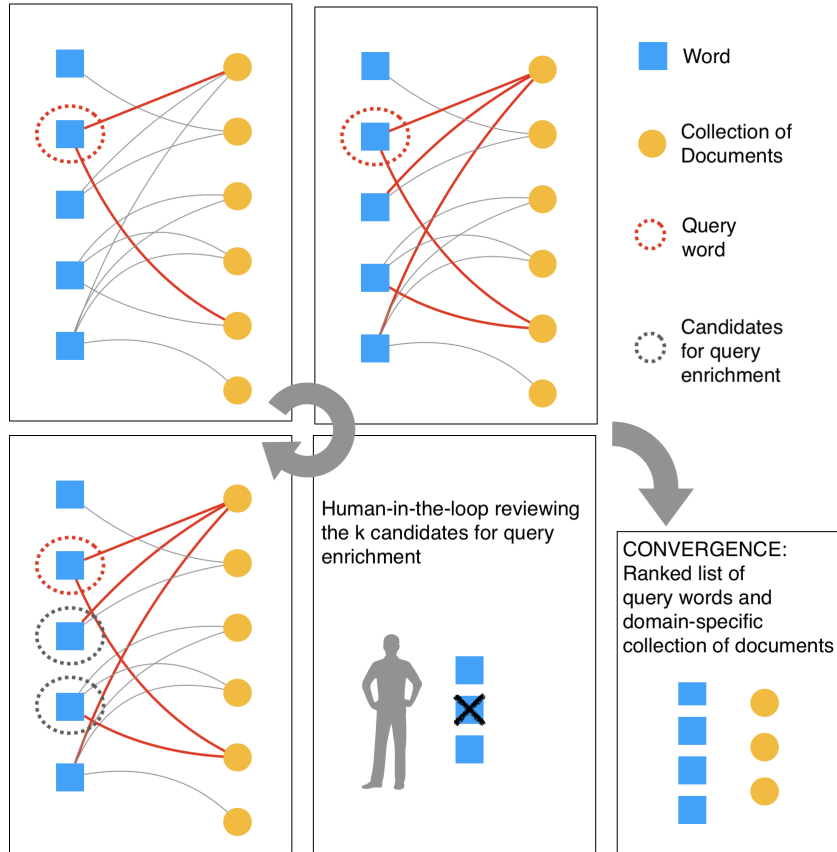 Word
Collection of
Documents
Query
word
Candidates
for query
enrichment
Human-in-the-loop reviewing
the k candidates for query
enrichment
CONVERGENCE:
Ranked list of
query words and
domain-specific
collection of documents